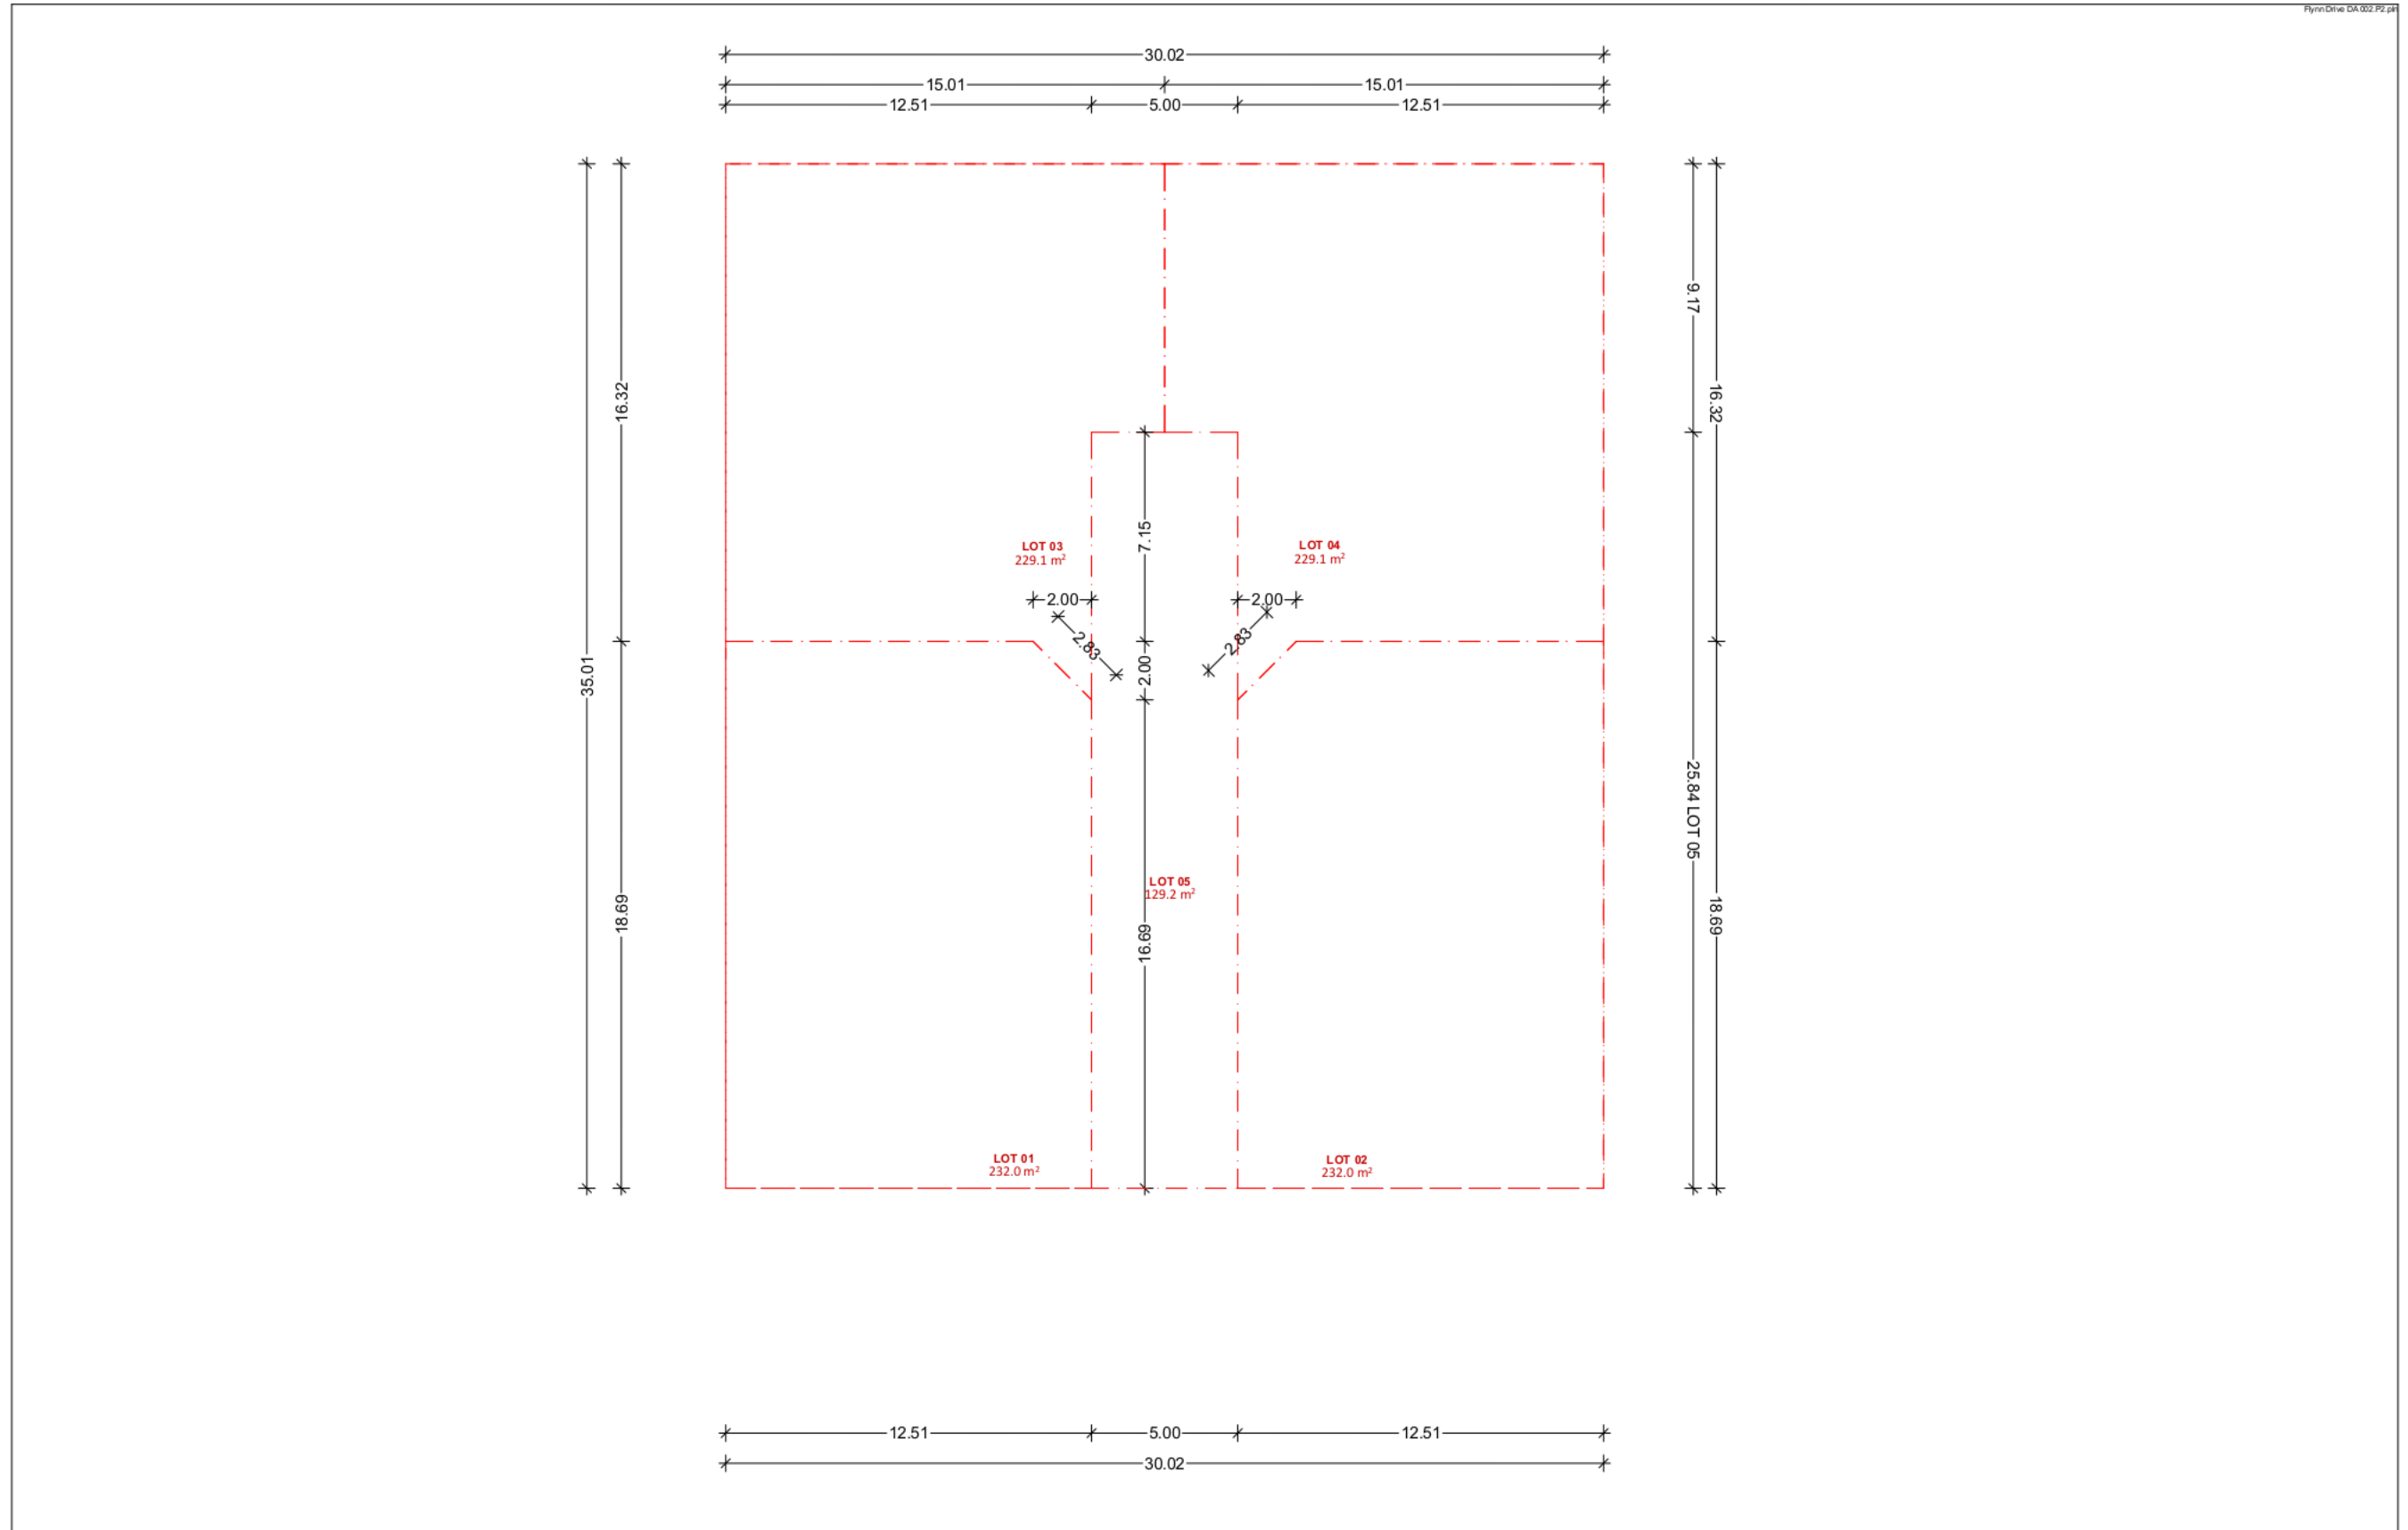 Flynn Drive DA 002.P2.pln
30.02
15.01 15.01
12.51 5.00 12.51
9.17
16.32 16.32
7.15
LOT 03 LOT 04
229.1 m² 229.1 m²
2.00 2.00
2.83 2.83
35.01
2.00
25.84 LOT 05
LOT 05
129.2 m²
18.69 18.69
16.69
LOT 01 LOT 02
232.0 m² 232.0 m²
12.51 5.00 12.51
30.02